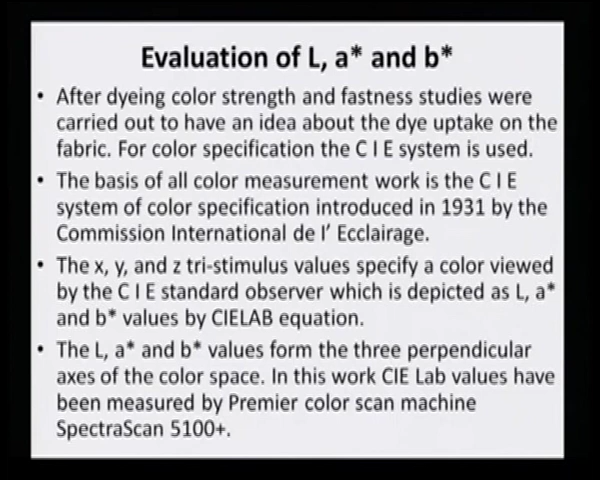 Evaluation of L, a* and b*
• After dyeing color strength and fastness studies were
carried out to have an idea about the dye uptake on the
fabric. For color specification the C I E system is used.
• The basis of all color measurement work is the C I E
system of color specification introduced in 1931 by the
Commission International de l' Ecclairage.
• The x, y, and z tri-stimulus values specify a color viewed
by the C I E standard observer which is depicted as L, a*
and b* values by CIELAB equation.
• The L, a* and b* values form the three perpendicular
axes of the color space. In this work CIE Lab values have
been measured by Premier color scan machine
SpectraScan 5100+.